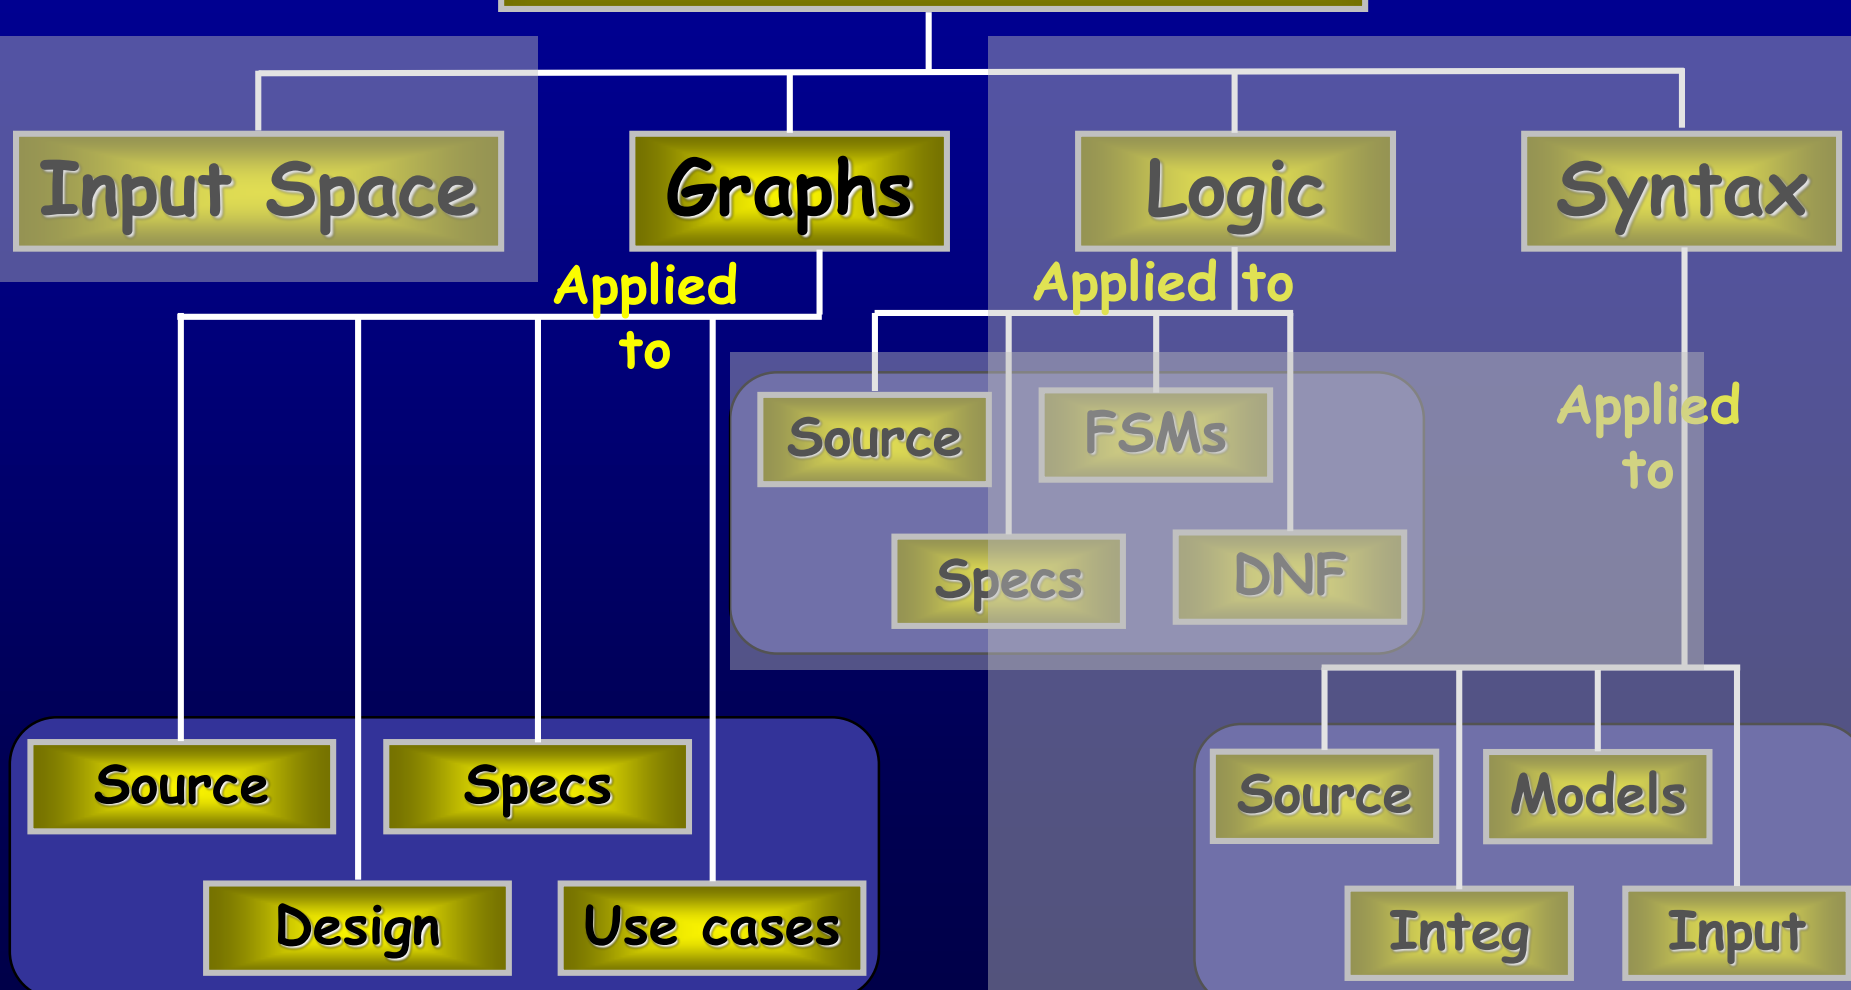 Input Space
Graphs
Logic
Syntax
Applied
to
Applied to
Applied
to
Source
FSMs
Specs
DNF
Source
Specs
Design
Use cases
Source
Models
Integ
Input